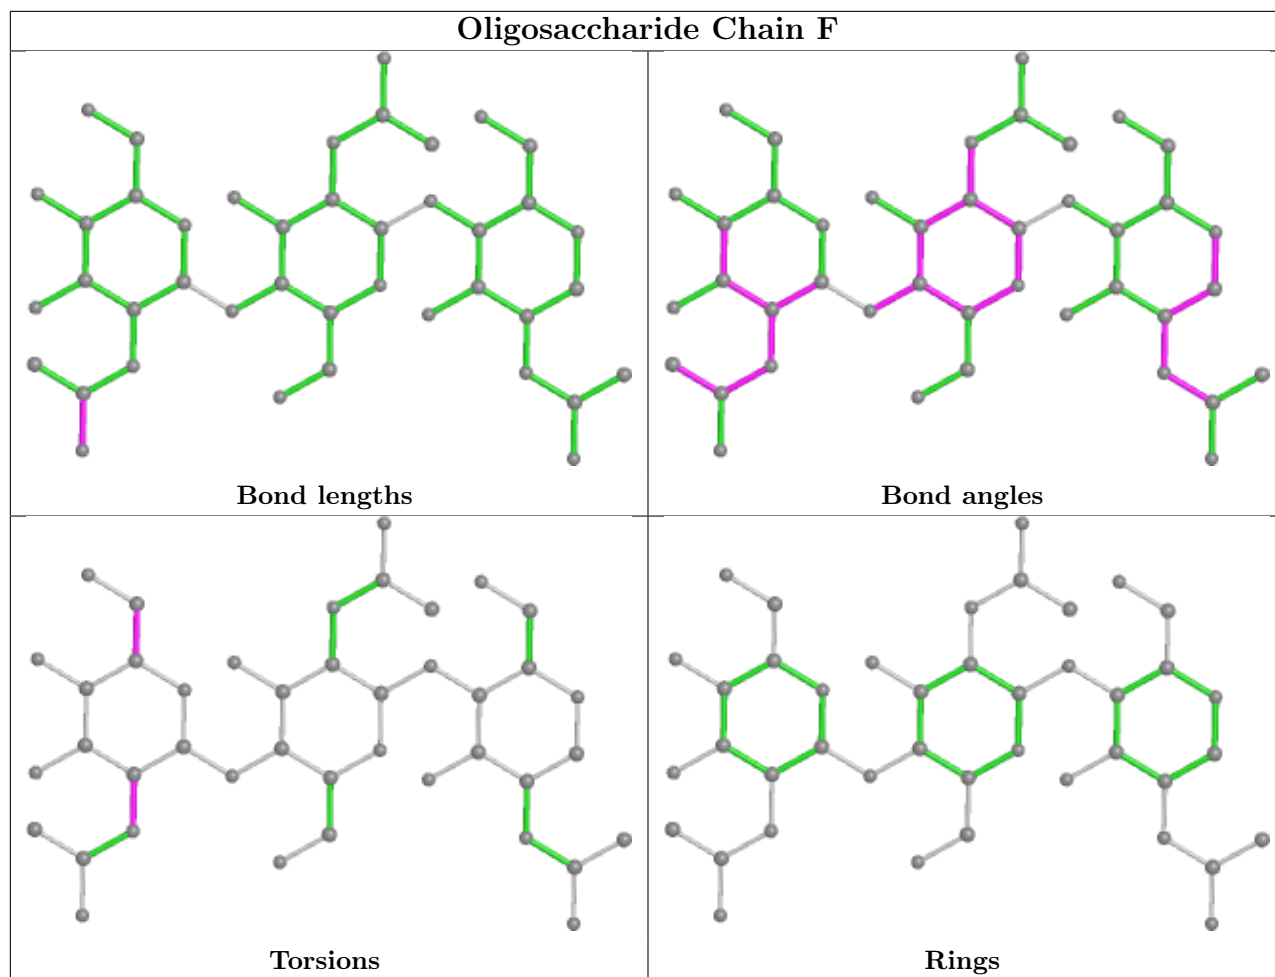 Oligosaccharide Chain F
Bond lengths
Bond angles
Torsions
Rings